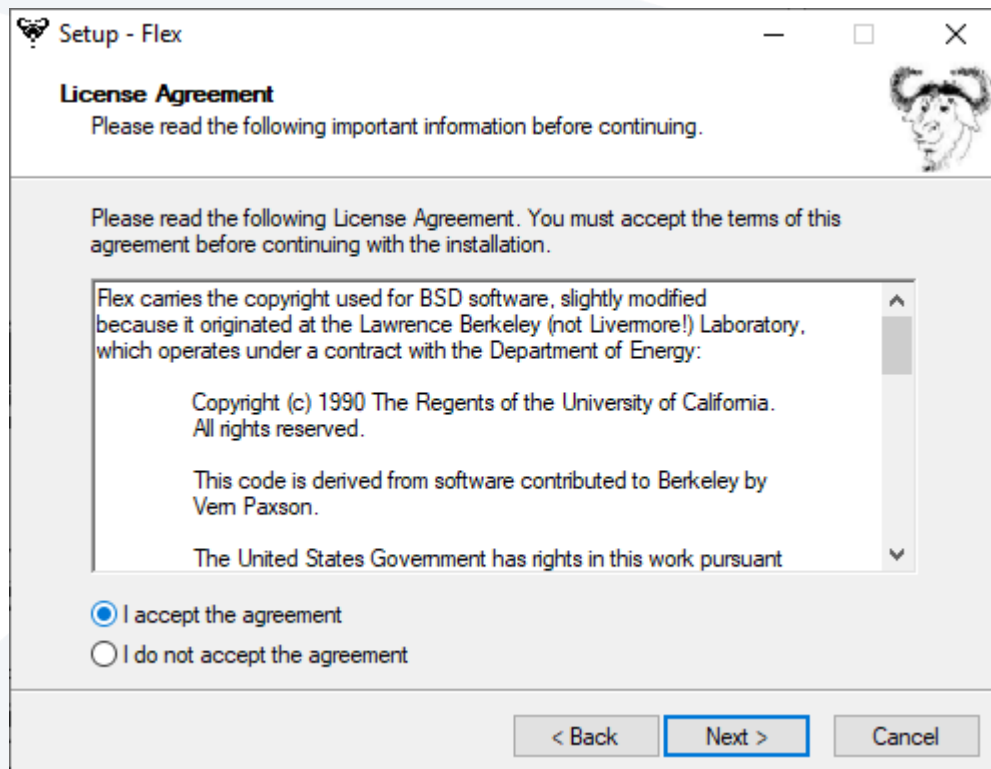 Setup - Flex
License Agreement
Please read the following important information before continuing.
Please read the following License Agreement. You must accept the terms of this
agreement before continuing with the installation.
Flex carries the copyright used for BSD software, slightly modified
because it originated at the Lawrence Berkeley (not Livermore!) Laboratory,
which operates under a contract with the Department of Energy:
Copyright (c) 1990 The Regents of the University of California.
All rights reserved.
This code is derived from software contributed to Berkeley by
Vern Paxson.
The United States Government has rights in this work pursuant
I accept the agreement
I do not accept the agreement
< Back
Next >
Cancel